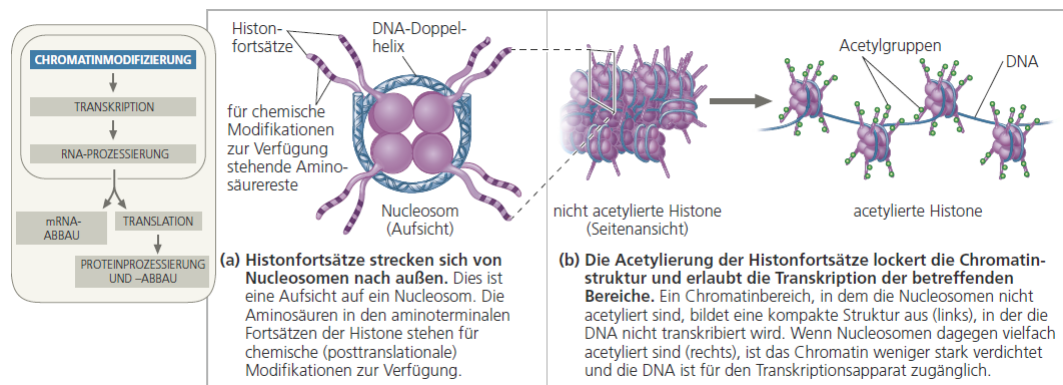 CHROMATINMODIFIZIERUNG
TRANSKRIPTION
RNA-PROZESSIERUNG
mRNA-
ABBAU
TRANSLATION
PROTEINPROZESSIERUNG
UND –ABBAU
Histon-
fortsätze
DNA-Doppel-
helix
für chemische
Modifikationen
zur Verfügung
stehende Amino-
säurereste
Nucleosom
(Aufsicht)
(a) Histonfortsätze strecken sich von
Nucleosomen nach außen. Dies ist
eine Aufsicht auf ein Nucleosom. Die
Aminosäuren in den aminoterminalen
Fortsätzen der Histone stehen für
chemische (posttranslationale)
Modifikationen zur Verfügung.
Acetylgruppen
DNA
nicht acetylierte Histone
(Seitenansicht)
acetylierte Histone
(b) Die Acetylierung der Histonfortsätze lockert die Chromatin-
struktur und erlaubt die Transkription der betreffenden
Bereiche. Ein Chromatinbereich, in dem die Nucleosomen nicht
acetyliert sind, bildet eine kompakte Struktur aus (links), in der die
DNA nicht transkribiert wird. Wenn Nucleosomen dagegen vielfach
acetyliert sind (rechts), ist das Chromatin weniger stark verdichtet
und die DNA ist für den Transkriptionsapparat zugänglich.